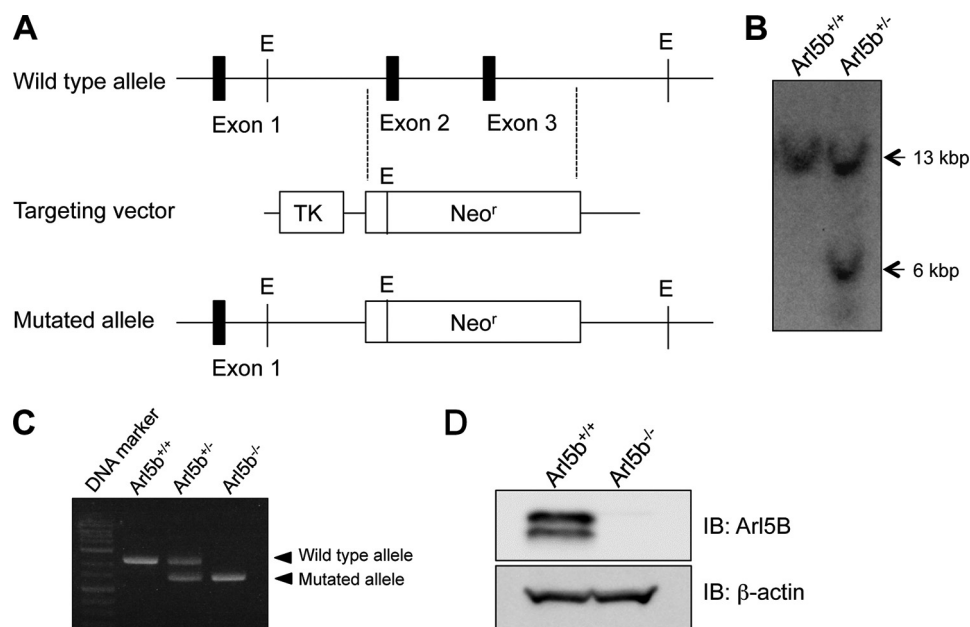 A
E
E
Wild type allele
Exon 1
Exon 2
Exon 3
E
Targeting vector
TK
Neoʳ
E
E
E
Mutated allele
Neoʳ
Exon 1
B
Arl5b+/+
Arl5b+/-
13 kbp
6 kbp
C
DNA marker
Arl5b+/+
Arl5b+/-
Arl5b-/-
Wild type allele
Mutated allele
D
Arl5b+/+
Arl5b-/-
IB: Arl5B
IB: β-actin